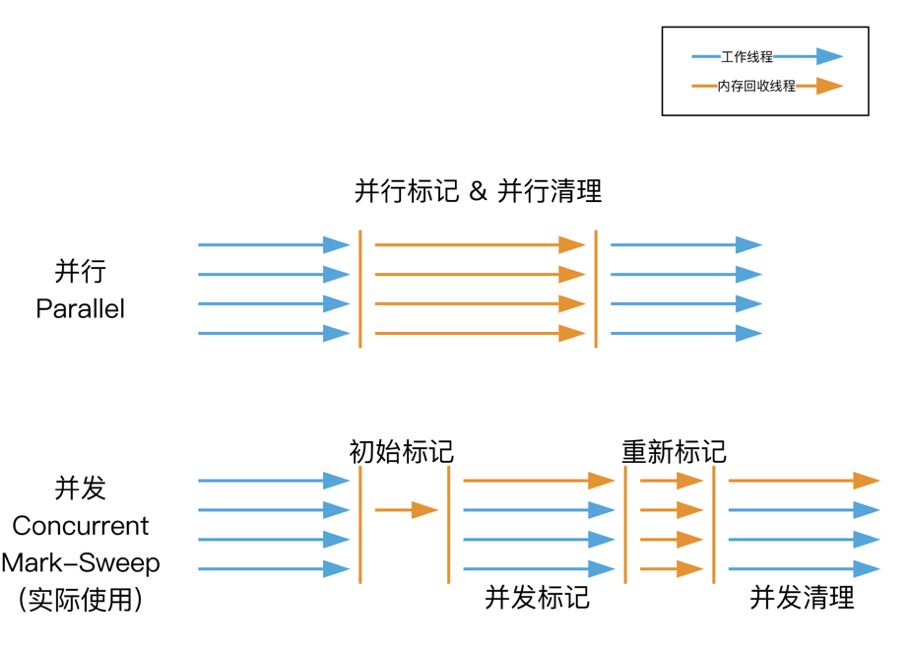 工作线程
内存回收线程
并行标记 & 并行清理
并行
Parallel
初始标记
重新标记
并发
Concurrent
Mark-Sweep
(实际使用)
并发标记
并发清理